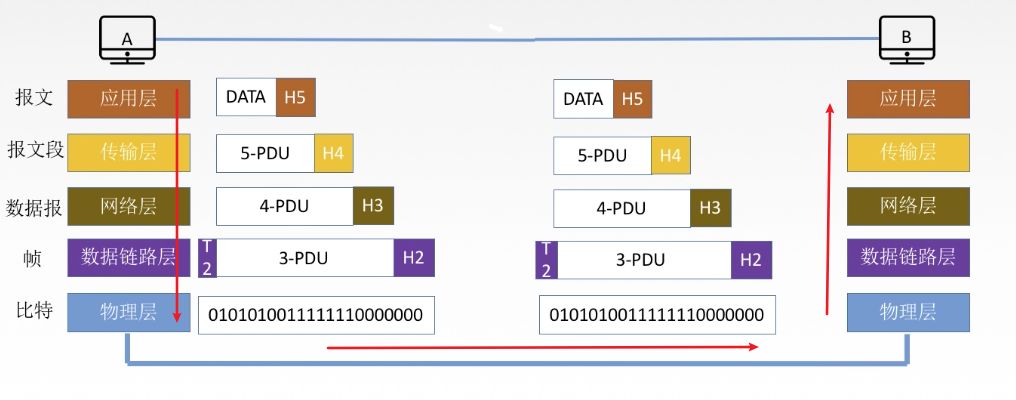 A
B
报文 应用层 DATA H5 DATA H5 应用层
报文段 传输层 5-PDU H4 5-PDU H4 传输层
数据报 网络层 4-PDU H3 4-PDU H3 网络层
帧 数据链路层 T2 3-PDU H2 T2 3-PDU H2 数据链路层
比特 物理层 0101010011111110000000 0101010011111110000000 物理层